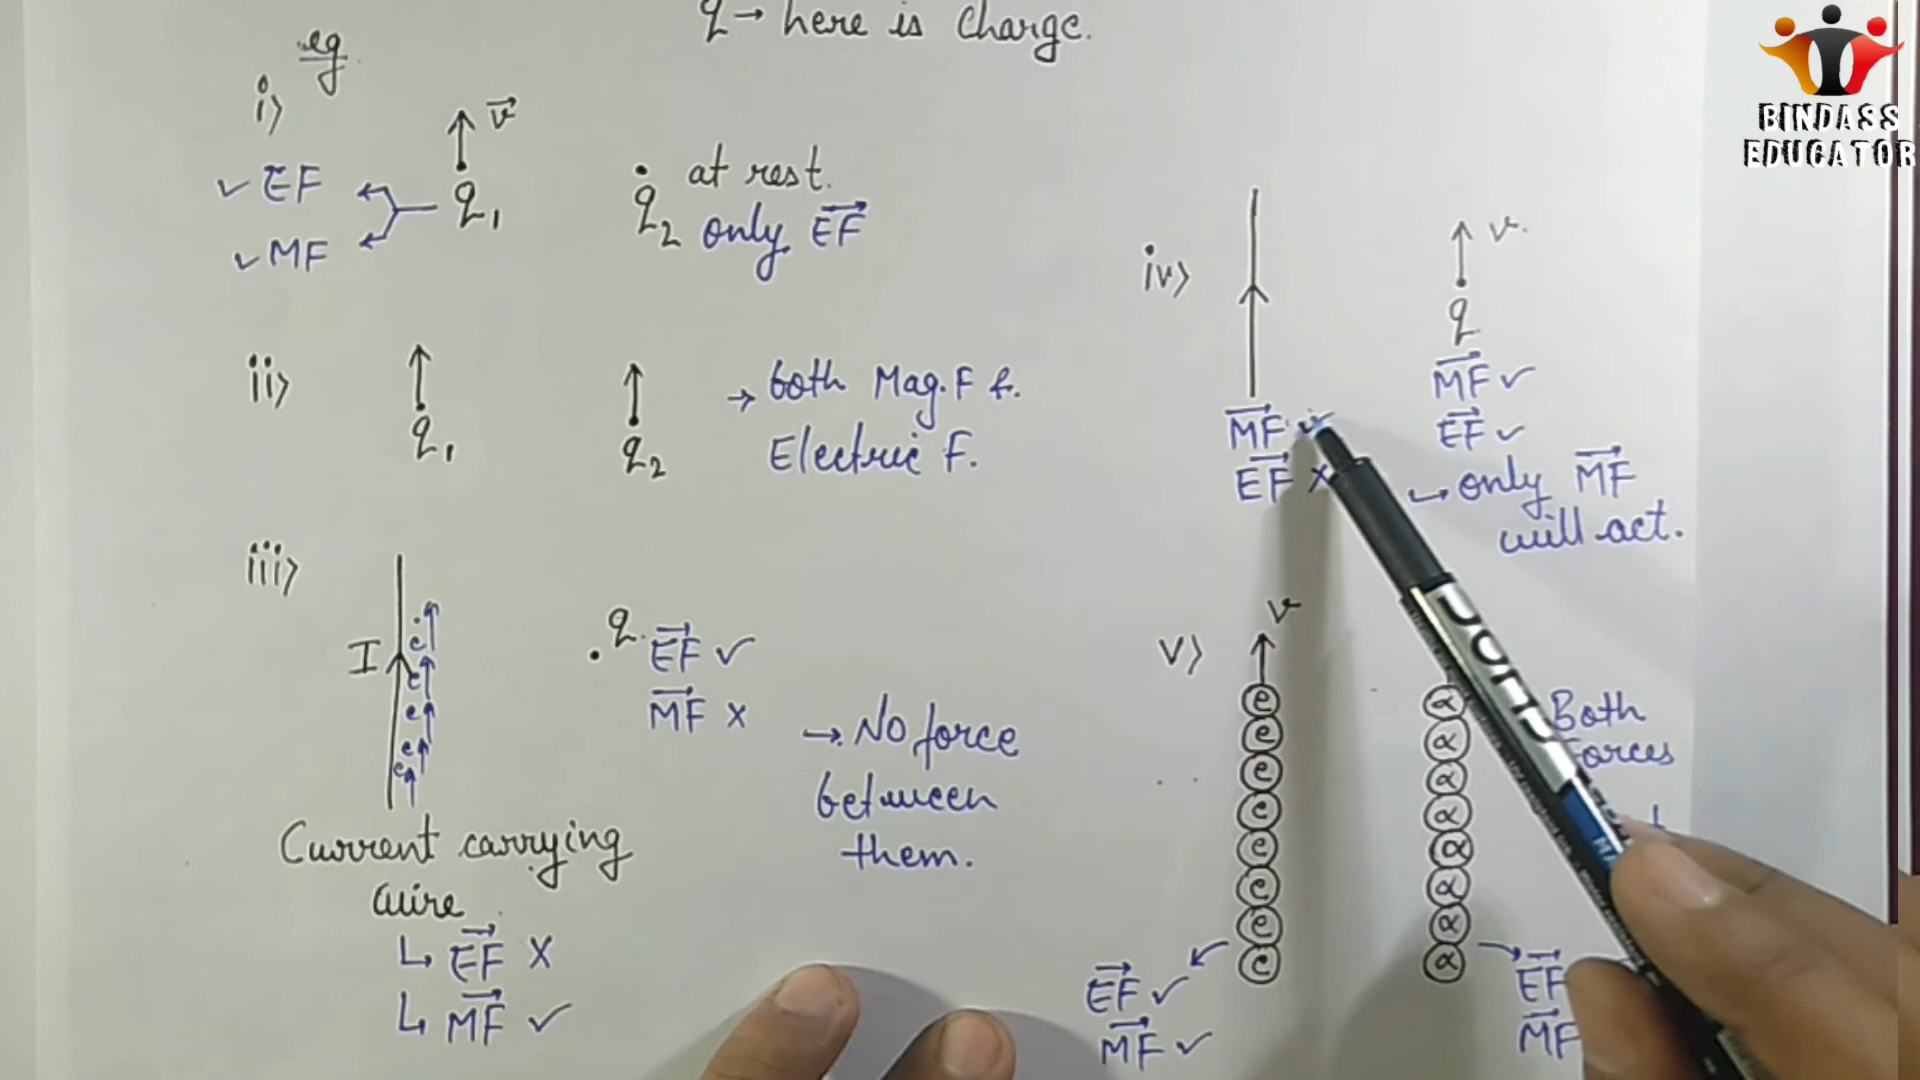 q → here is charge.
eg
i)
v
✓ EF
✓ MF
q1
at rest.
q2 only EF
ii)
q1
q2
→ both Mag.F &
Electric F.
iii)
I
e
e
e
e
e
q
EF ✓
MF x
→ No force
between
them.
Current carrying
wire
↳ EF X
↳ MF ✓
iv)
v.
q
MF ✓
EF x
MF ✓
EF ✓
↳ only MF
will act.
v)
v
e
e
e
e
e
e
e
e
EF ✓
MF ✓
α
α
α
α
α
α
α
α
Both
forces
EF
MF
BINDASS
EDUCATOR